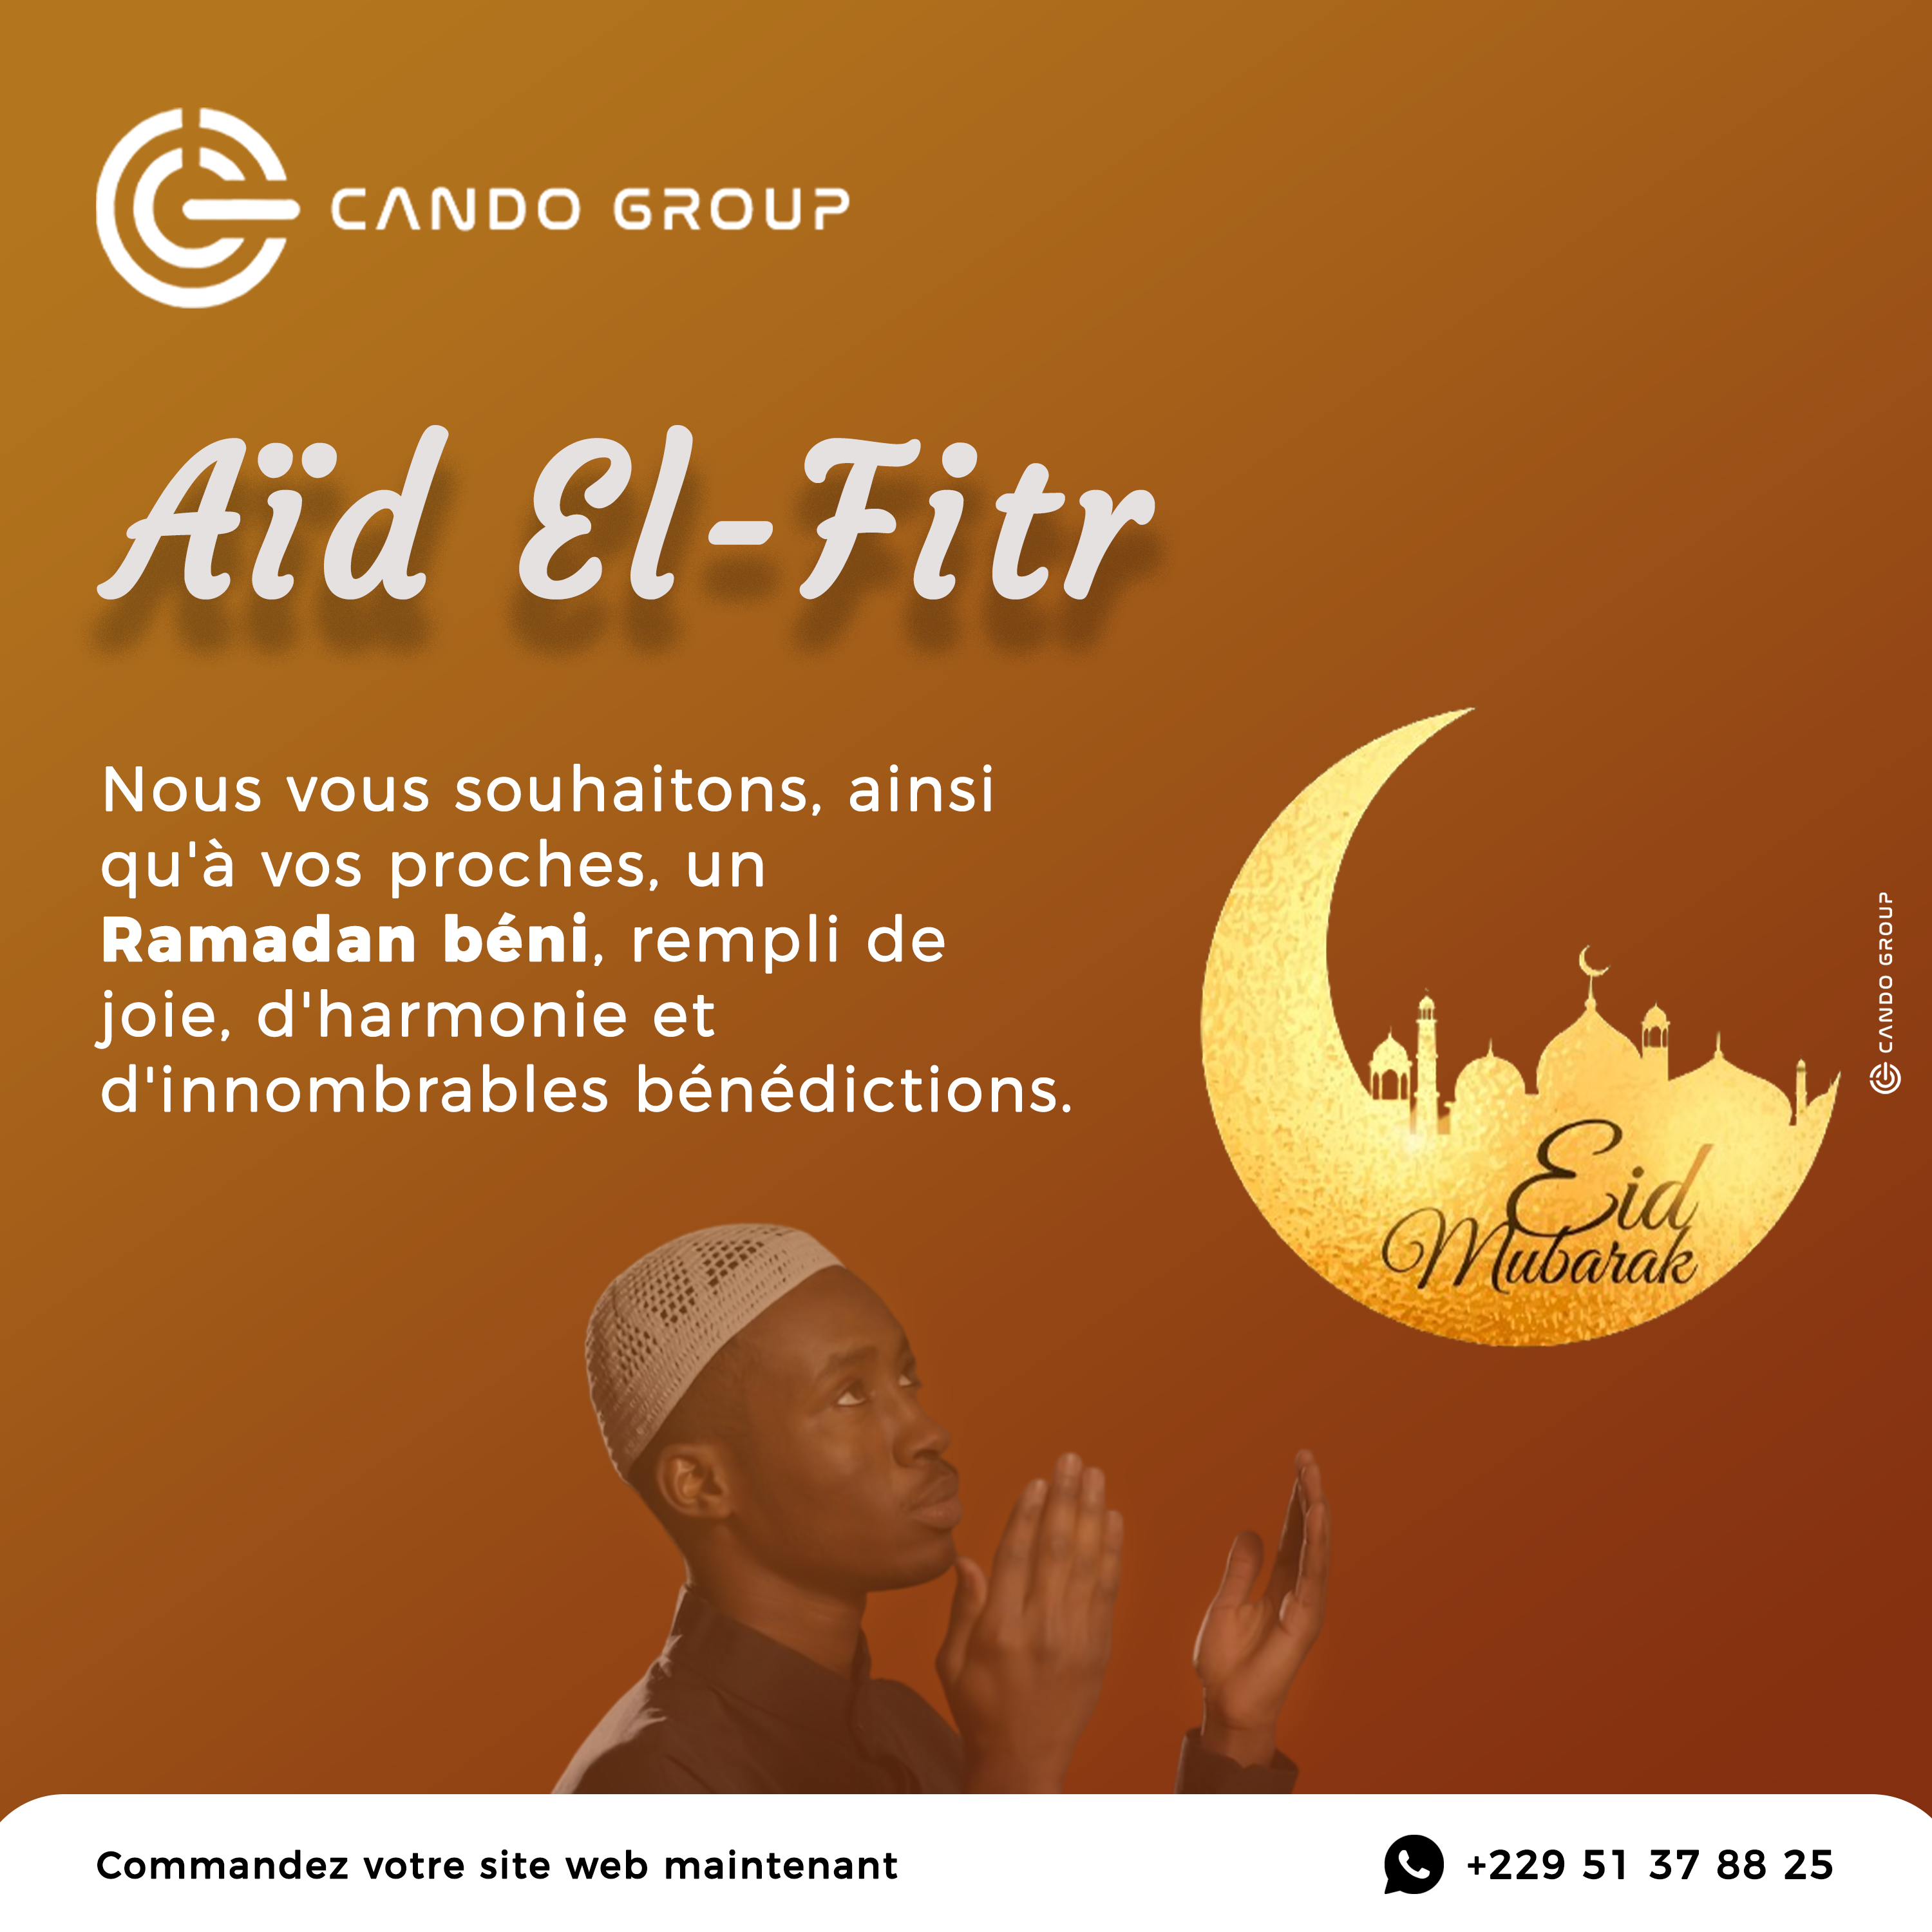 CANDO GROUP
Aïd El-Fitr
Nous vous souhaitons, ainsi
qu'à vos proches, un
Ramadan béni, rempli de
joie, d'harmonie et
d'innombrables bénédictions.
Eid
Mubarak
CANDO GROUP
Commandez votre site web maintenant
+229 51 37 88 25